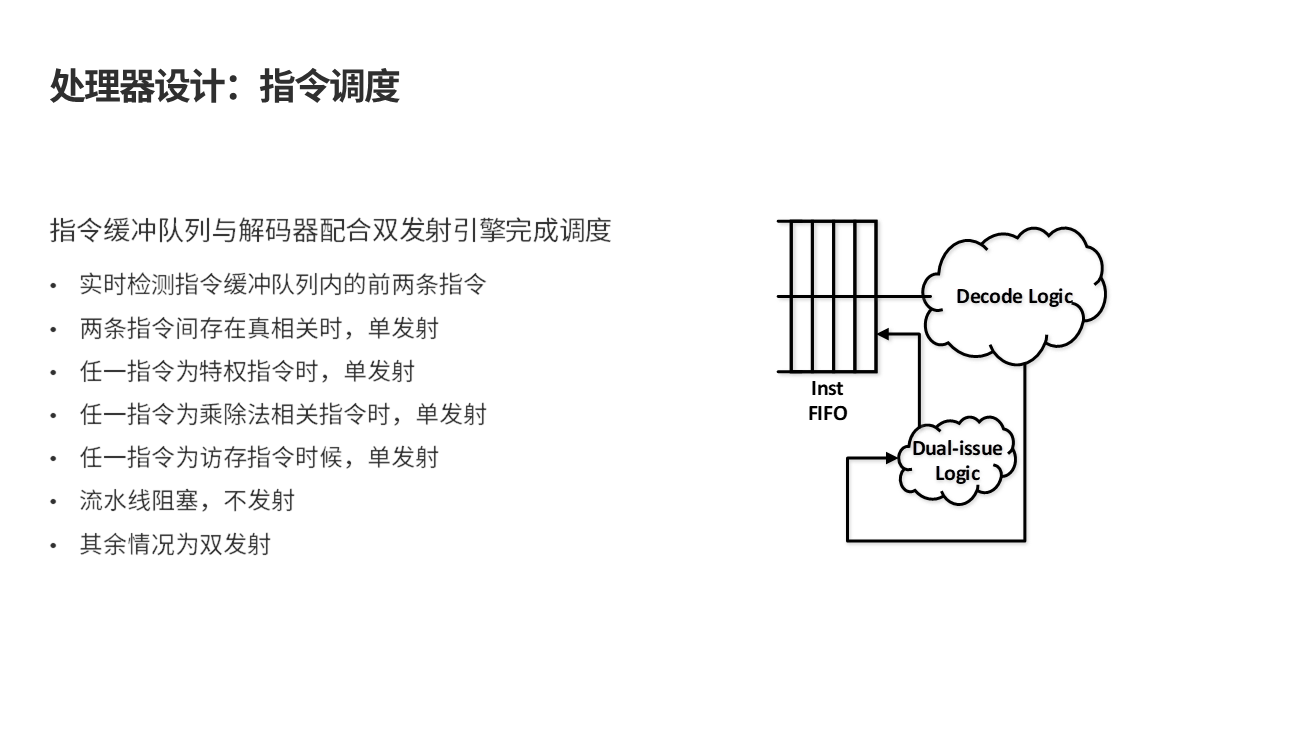 处理器设计：指令调度
指令缓冲队列与解码器配合双发射引擎完成调度
• 实时检测指令缓冲队列内的前两条指令
• 两条指令间存在真相关时，单发射
• 任一指令为特权指令时，单发射
• 任一指令为乘除法相关指令时，单发射
• 任一指令为访存指令时候，单发射
• 流水线阻塞，不发射
• 其余情况为双发射
Decode Logic
Inst
FIFO
Dual-issue
Logic